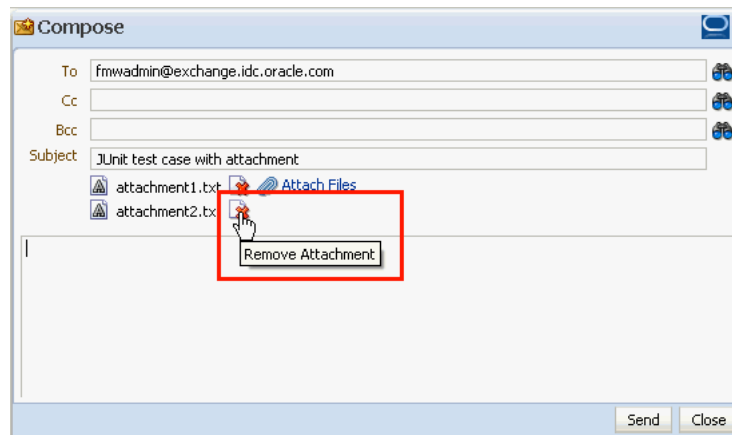 Compose
To fmwadmin@exchange.idc.oracle.com
Cc
Bcc
Subject JUnit test case with attachment
attachment1.txt Attach Files
attachment2.tx
Remove Attachment
Send Close